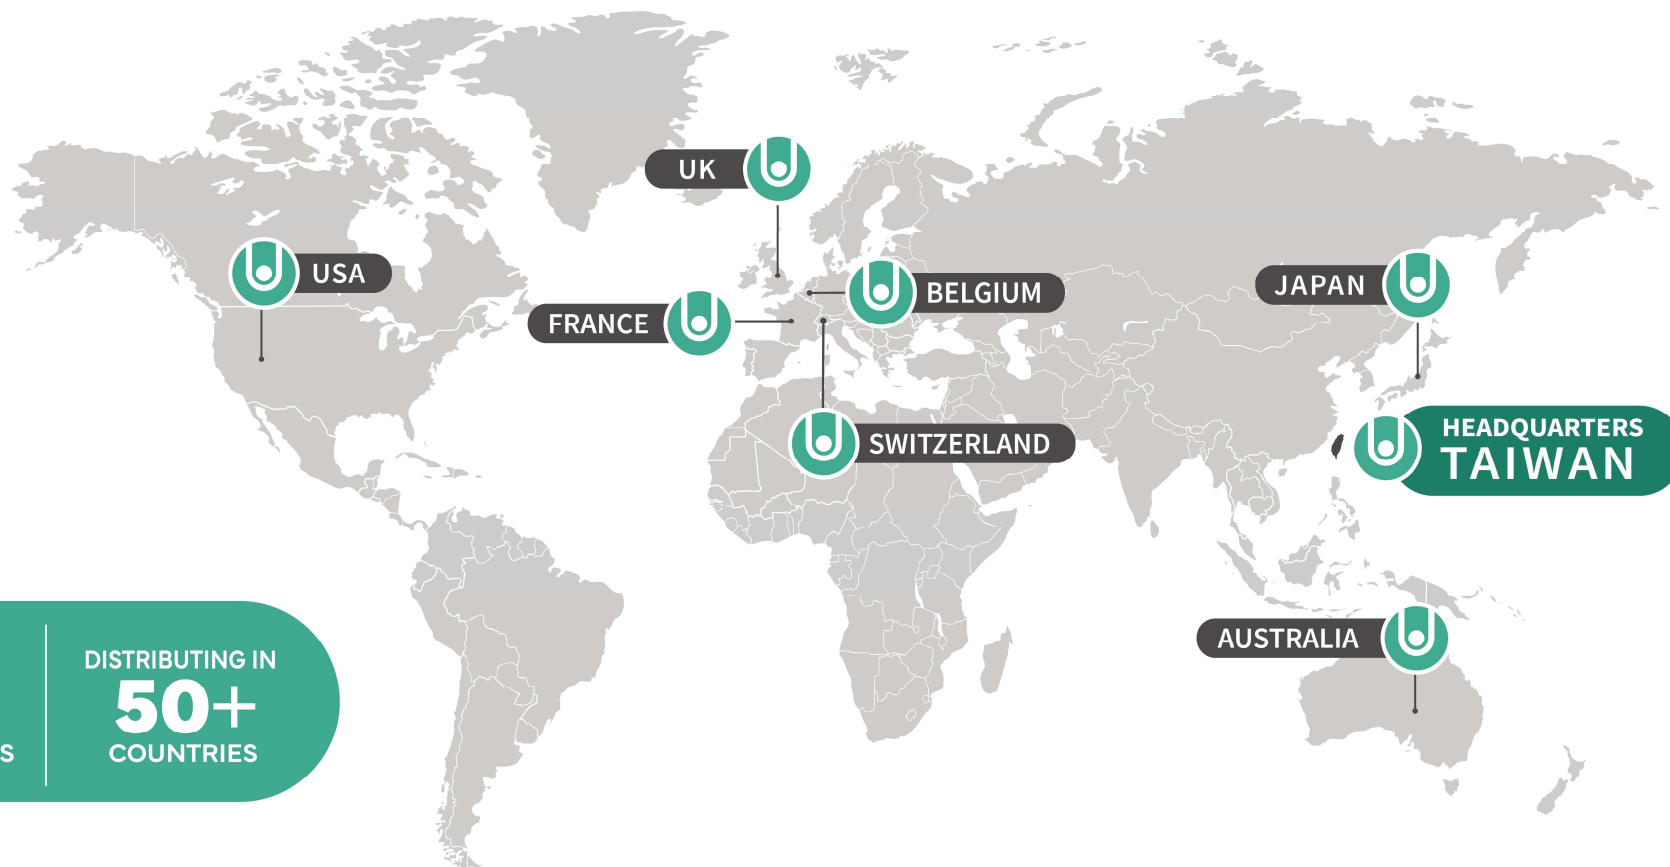 UK
USA
BELGIUM
JAPAN
FRANCE
HEADQUARTERS
TAIWAN
SWITZERLAND
AUSTRALIA
DISTRIBUTING IN
50+
COUNTRIES
S